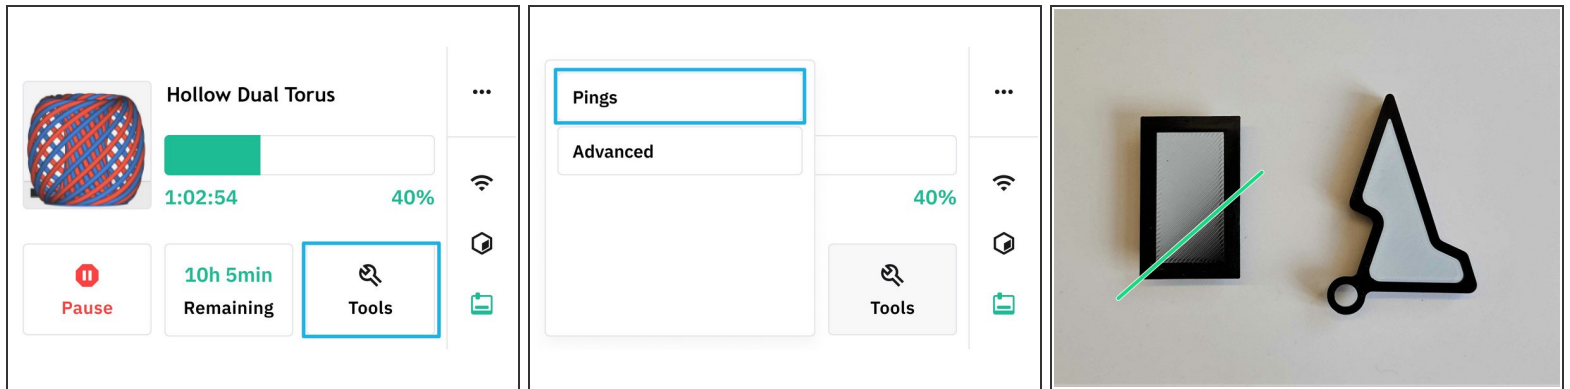 Hollow Dual Torus
1:02:54
40%
Pause
10h 5min
Remaining
Tools
Pings
Advanced
40%
Tools